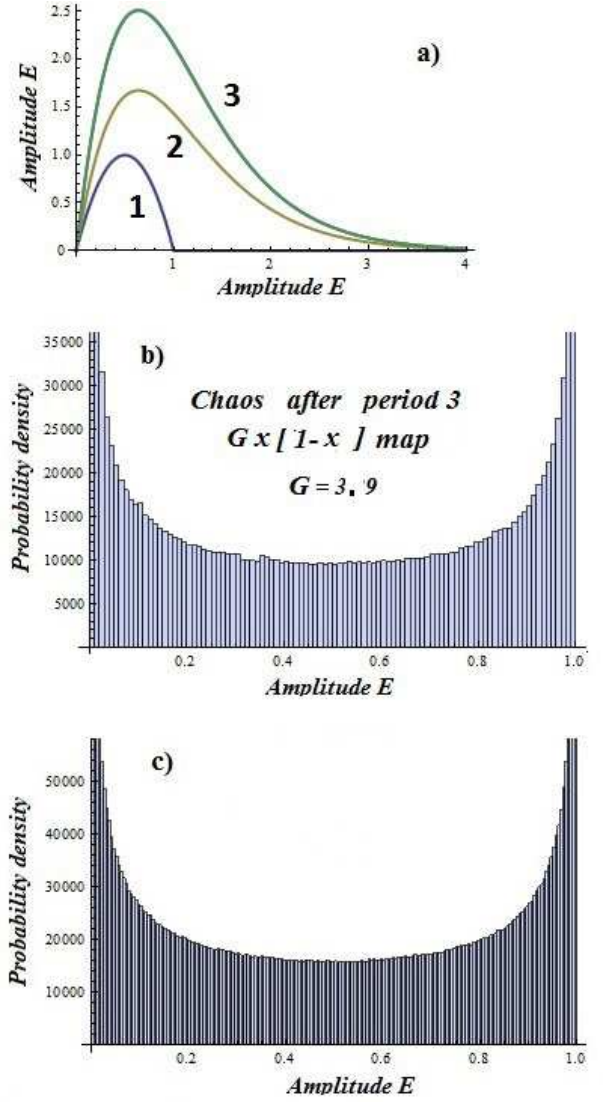 a)
Amplitude E
2.5
2.0
1.5
1.0
0.5
0
1
2
3
1
2
3
4
Amplitude E
b)
Probability density
35000
30000
25000
20000
15000
10000
5000
Chaos after period 3
G x [ 1- x ] map
G = 3. 9
0.2
0.4
0.6
0.8
1.0
Amplitude E
c)
Probability density
50000
40000
30000
20000
10000
0.2
0.4
0.6
0.8
1.0
Amplitude E